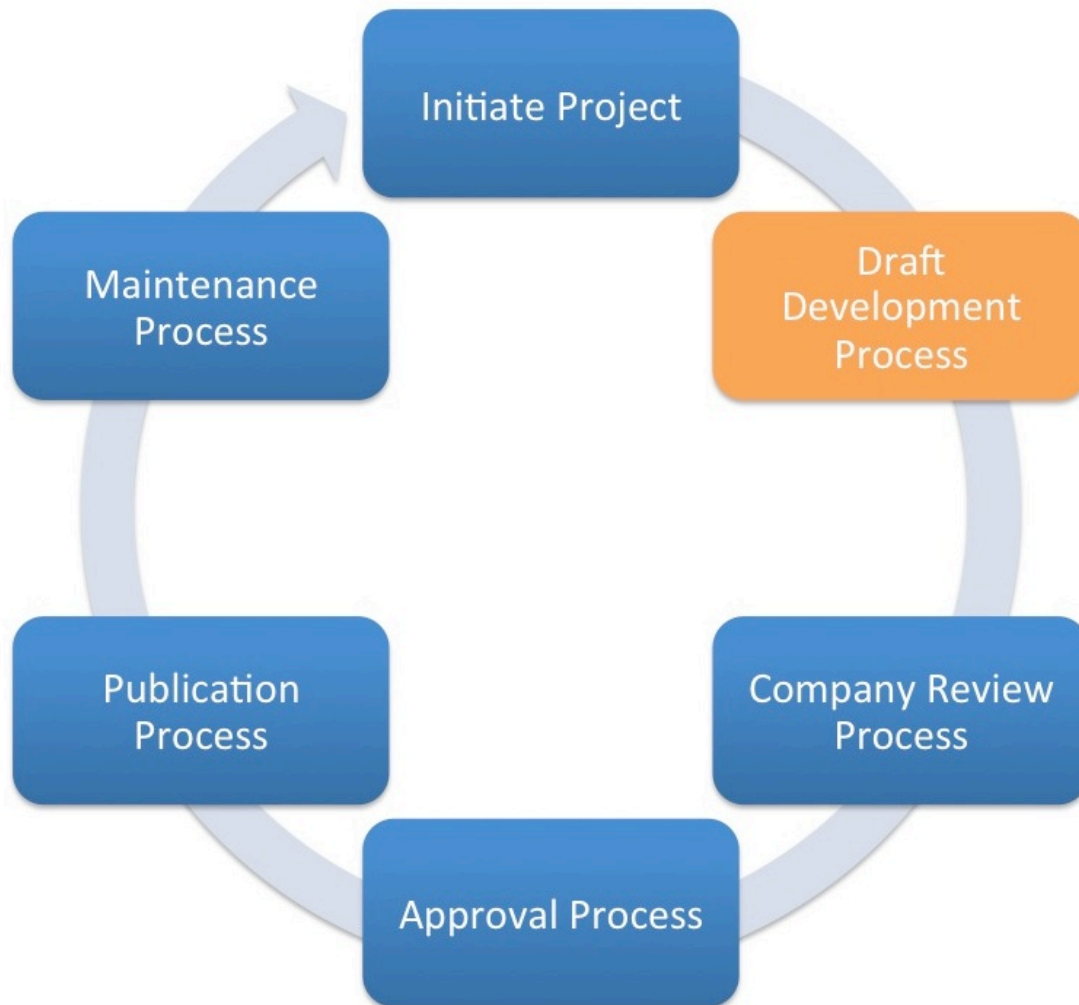 Initiate Project
Draft
Development
Process
Company Review
Process
Approval Process
Publication
Process
Maintenance
Process